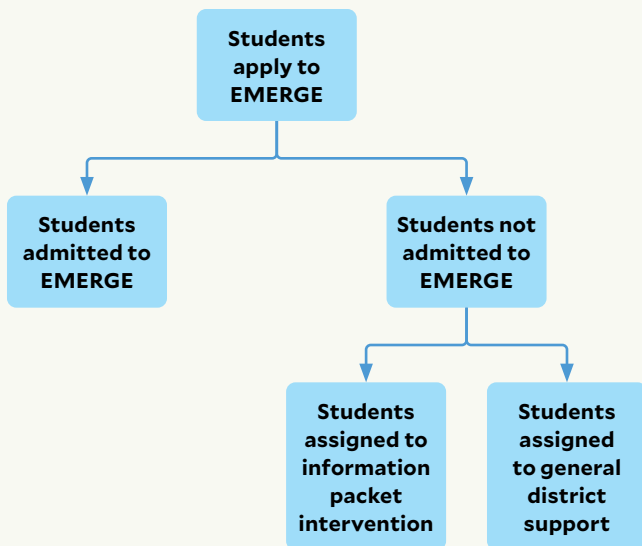 Students
apply to
EMERGE
Students
admitted to
EMERGE
Students not
admitted to
EMERGE
Students
assigned to
information
packet
intervention
Students
assigned
to general
district
support